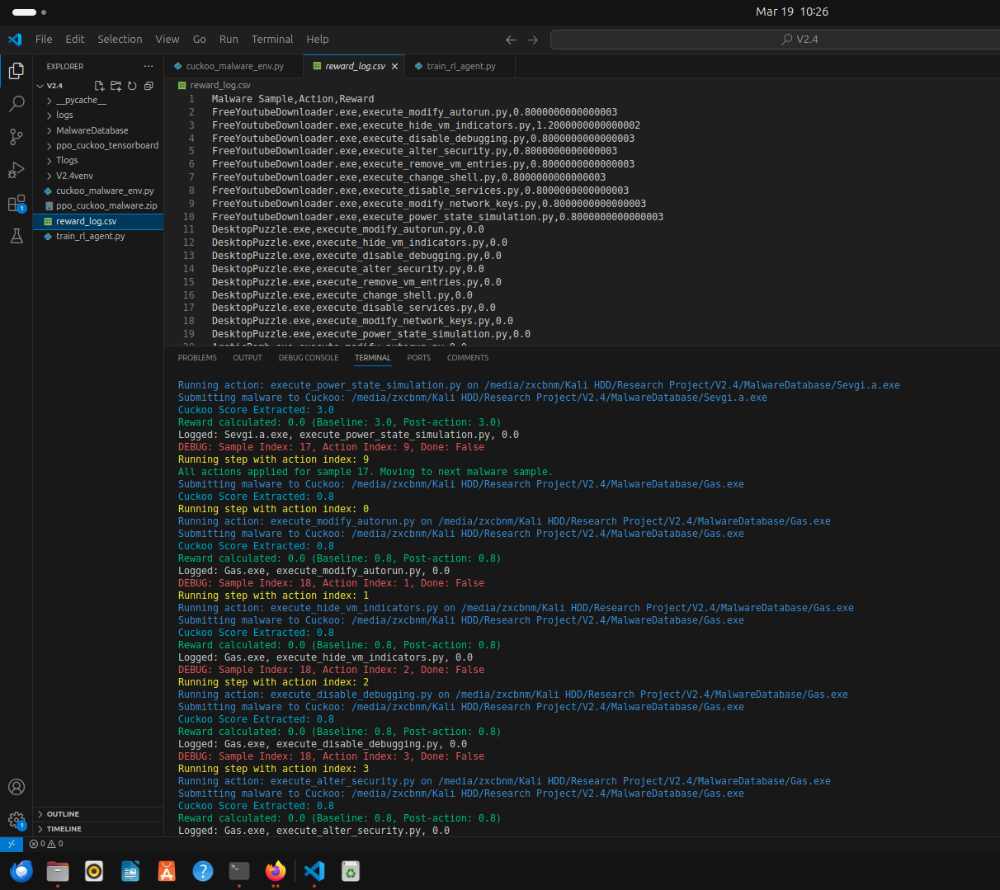 Mar 19 10:26
File Edit Selection View Go Run Terminal Help
V2.4
EXPLORER
V2.4
__pycache__
logs
MalwareDatabase
ppo_cuckoo_tensorboard
Tlogs
V2.4venv
cuckoo_malware_env.py
ppo_cuckoo_malware.zip
reward_log.csv
train_rl_agent.py
OUTLINE
TIMELINE
cuckoo_malware_env.py reward_log.csv train_rl_agent.py
reward_log.csv
1 Malware Sample,Action,Reward
2 FreeYoutubeDownloader.exe,execute_modify_autorun.py,0.8000000000000003
3 FreeYoutubeDownloader.exe,execute_hide_vm_indicators.py,1.2000000000000002
4 FreeYoutubeDownloader.exe,execute_disable_debugging.py,0.8000000000000003
5 FreeYoutubeDownloader.exe,execute_alter_security.py,0.8000000000000003
6 FreeYoutubeDownloader.exe,execute_remove_vm_entries.py,0.8000000000000003
7 FreeYoutubeDownloader.exe,execute_change_shell.py,0.8000000000000003
8 FreeYoutubeDownloader.exe,execute_disable_services.py,0.8000000000000003
9 FreeYoutubeDownloader.exe,execute_modify_network_keys.py,0.8000000000000003
10 FreeYoutubeDownloader.exe,execute_power_state_simulation.py,0.8000000000000003
11 DesktopPuzzle.exe,execute_modify_autorun.py,0.0
12 DesktopPuzzle.exe,execute_hide_vm_indicators.py,0.0
13 DesktopPuzzle.exe,execute_disable_debugging.py,0.0
14 DesktopPuzzle.exe,execute_alter_security.py,0.0
15 DesktopPuzzle.exe,execute_remove_vm_entries.py,0.0
16 DesktopPuzzle.exe,execute_change_shell.py,0.0
17 DesktopPuzzle.exe,execute_disable_services.py,0.0
18 DesktopPuzzle.exe,execute_modify_network_keys.py,0.0
19 DesktopPuzzle.exe,execute_power_state_simulation.py,0.0
PROBLEMS OUTPUT DEBUG CONSOLE TERMINAL PORTS COMMENTS
Running action: execute_power_state_simulation.py on /media/zxcbnm/Kali HDD/Research Project/V2.4/MalwareDatabase/Sevgi.a.exe
Submitting malware to Cuckoo: /media/zxcbnm/Kali HDD/Research Project/V2.4/MalwareDatabase/Sevgi.a.exe
Cuckoo Score Extracted: 3.0
Reward calculated: 0.0 (Baseline: 3.0, Post-action: 3.0)
Logged: Sevgi.a.exe, execute_power_state_simulation.py, 0.0
DEBUG: Sample Index: 17, Action Index: 9, Done: False
Running step with action index: 9
All actions applied for sample 17. Moving to next malware sample.
Submitting malware to Cuckoo: /media/zxcbnm/Kali HDD/Research Project/V2.4/MalwareDatabase/Gas.exe
Cuckoo Score Extracted: 0.8
Running step with action index: 0
Running action: execute_modify_autorun.py on /media/zxcbnm/Kali HDD/Research Project/V2.4/MalwareDatabase/Gas.exe
Submitting malware to Cuckoo: /media/zxcbnm/Kali HDD/Research Project/V2.4/MalwareDatabase/Gas.exe
Cuckoo Score Extracted: 0.8
Reward calculated: 0.0 (Baseline: 0.8, Post-action: 0.8)
Logged: Gas.exe, execute_modify_autorun.py, 0.0
DEBUG: Sample Index: 18, Action Index: 1, Done: False
Running step with action index: 1
Running action: execute_hide_vm_indicators.py on /media/zxcbnm/Kali HDD/Research Project/V2.4/MalwareDatabase/Gas.exe
Submitting malware to Cuckoo: /media/zxcbnm/Kali HDD/Research Project/V2.4/MalwareDatabase/Gas.exe
Cuckoo Score Extracted: 0.8
Reward calculated: 0.0 (Baseline: 0.8, Post-action: 0.8)
Logged: Gas.exe, execute_hide_vm_indicators.py, 0.0
DEBUG: Sample Index: 18, Action Index: 2, Done: False
Running step with action index: 2
Running action: execute_disable_debugging.py on /media/zxcbnm/Kali HDD/Research Project/V2.4/MalwareDatabase/Gas.exe
Submitting malware to Cuckoo: /media/zxcbnm/Kali HDD/Research Project/V2.4/MalwareDatabase/Gas.exe
Cuckoo Score Extracted: 0.8
Reward calculated: 0.0 (Baseline: 0.8, Post-action: 0.8)
Logged: Gas.exe, execute_disable_debugging.py, 0.0
DEBUG: Sample Index: 18, Action Index: 3, Done: False
Running step with action index: 3
Running action: execute_alter_security.py on /media/zxcbnm/Kali HDD/Research Project/V2.4/MalwareDatabase/Gas.exe
Submitting malware to Cuckoo: /media/zxcbnm/Kali HDD/Research Project/V2.4/MalwareDatabase/Gas.exe
Cuckoo Score Extracted: 0.8
Reward calculated: 0.0 (Baseline: 0.8, Post-action: 0.8)
Logged: Gas.exe, execute_alter_security.py, 0.0
0 0